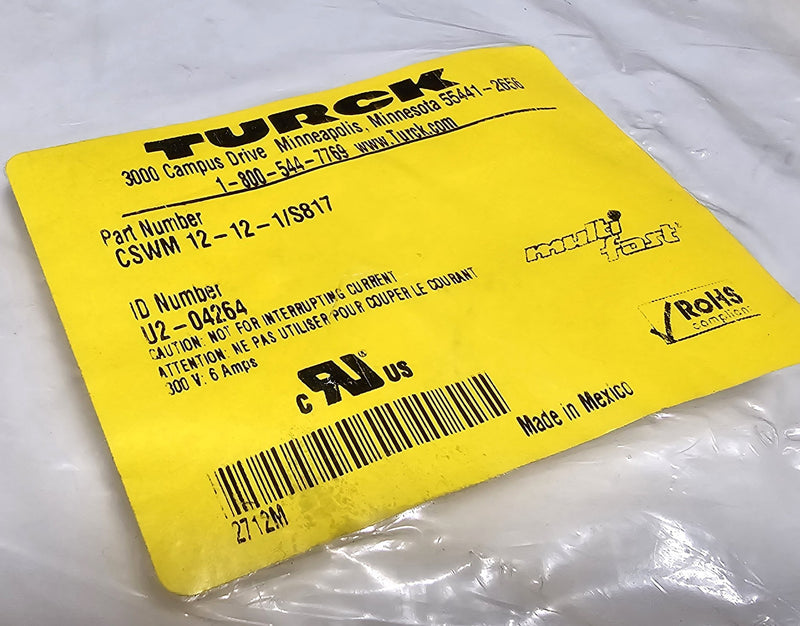 TURCK
3000 Campus Drive Minneapolis, Minnesota 55441-2656
1-800-544-7769 www.Turck.com
Part Number
CSWM 12-12-1/S817
multi
fast®
ID Number
U2-04264
CAUTION: NOT FOR INTERRUPTING CURRENT
ATTENTION: NE PAS UTILISER POUR COUPER LE COURANT
300 V: 6 Amps
RoHS
compliant
c RU® US
Made in Mexico
2712M